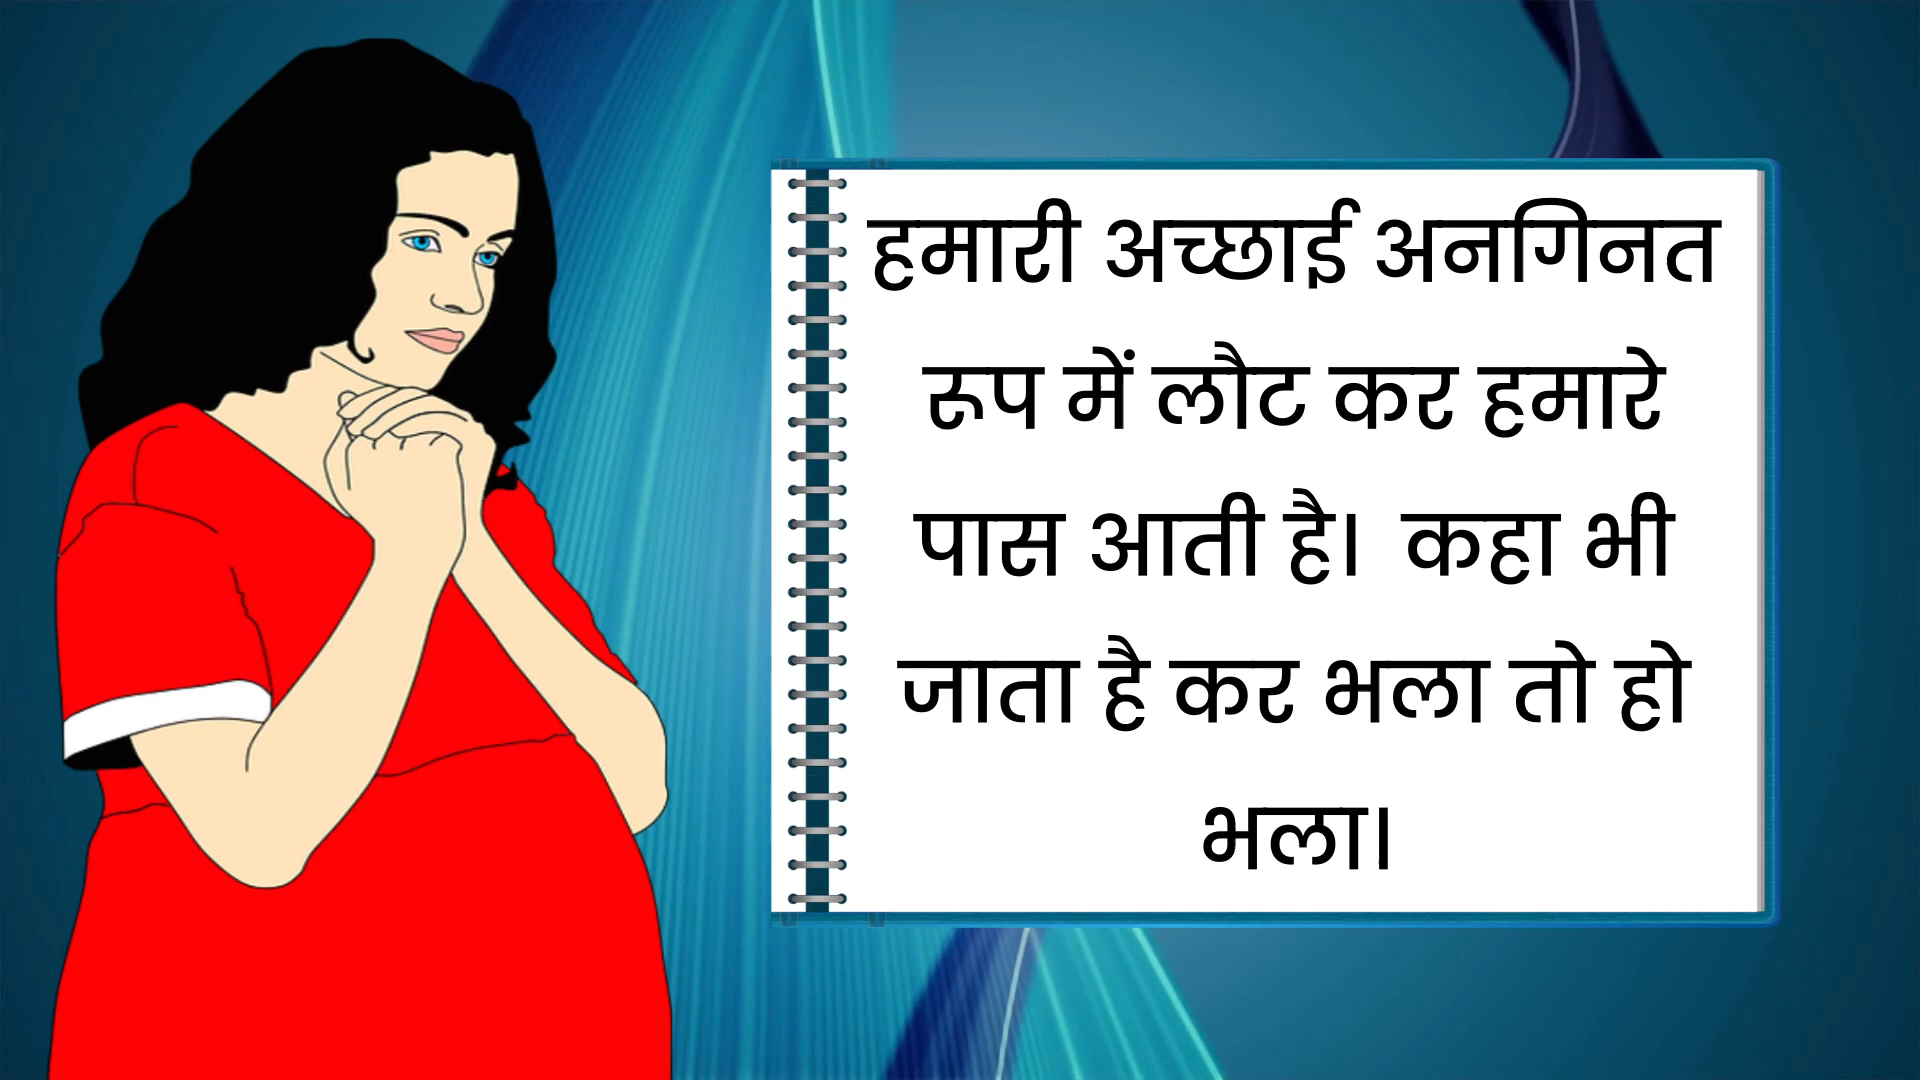 हमारी अच्छाई अनगिनत
रूप में लौट कर हमारे
पास आती है।  कहा भी
जाता है कर भला तो हो
भला।